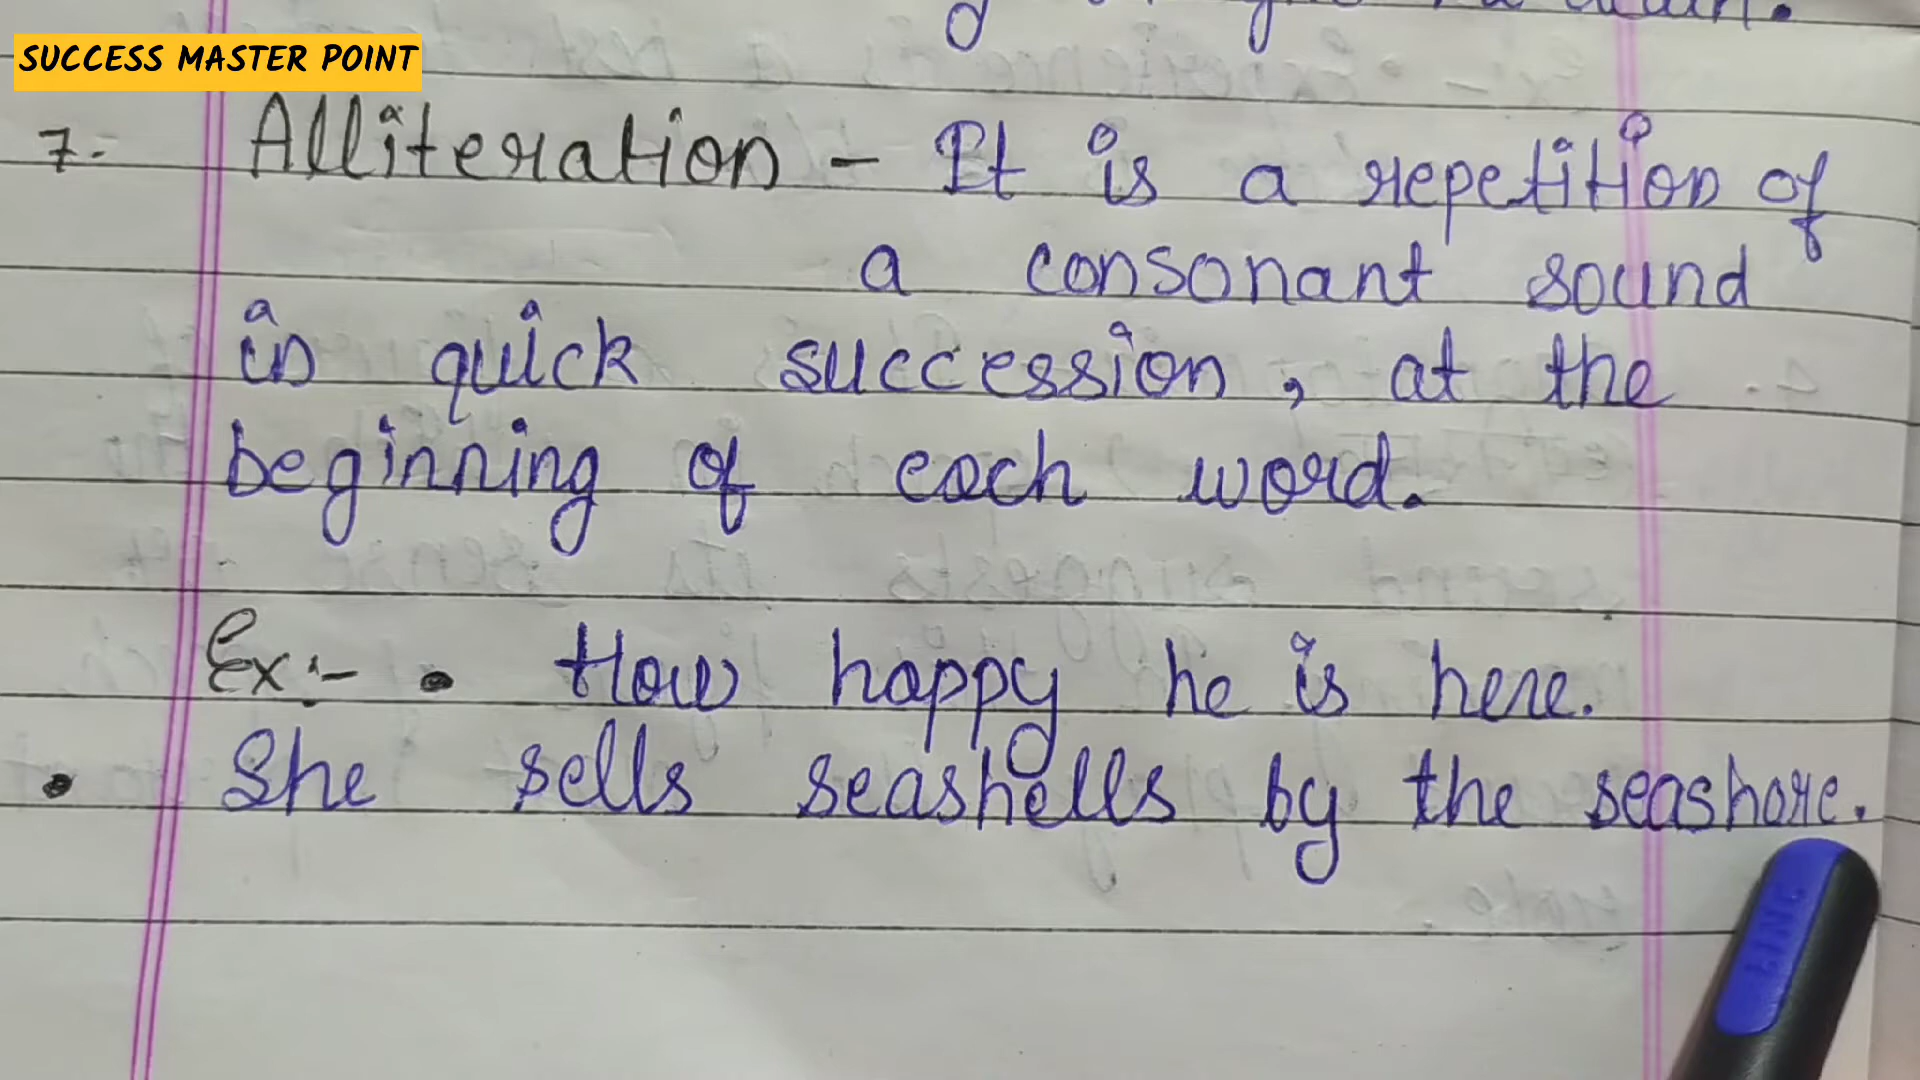 SUCCESS MASTER POINT
7- Alliteration - It is a repetition of
a consonant sound
in quick succession, at the
beginning of each word.
Ex:- • How happy he is here.
• She sells seashells by the seashore.
LINC